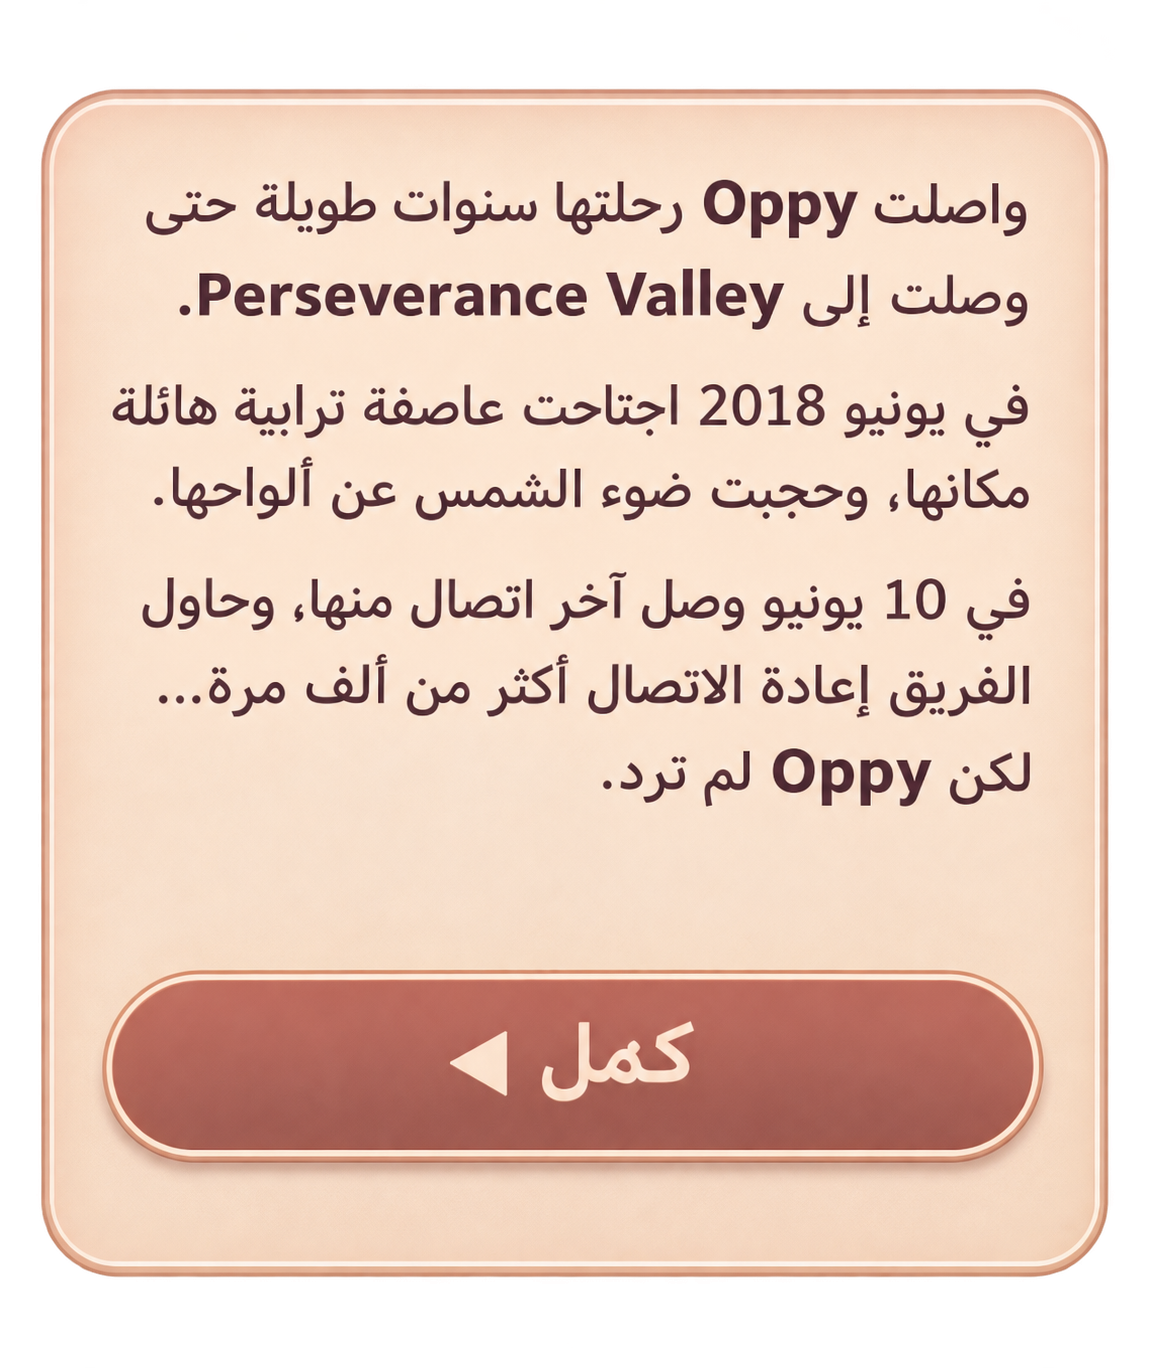 واصلت Oppy رحلتها سنوات طويلة حتى
وصلت إلى Perseverance Valley.
في يونيو 2018 اجتاحت عاصفة ترابية هائلة
مكانها، وحجبت ضوء الشمس عن ألواحها.
في 10 يونيو وصل آخر اتصال منها، وحاول
الفريق إعادة الاتصال أكثر من ألف مرة...
لكن Oppy لم ترد.
كمل ◀